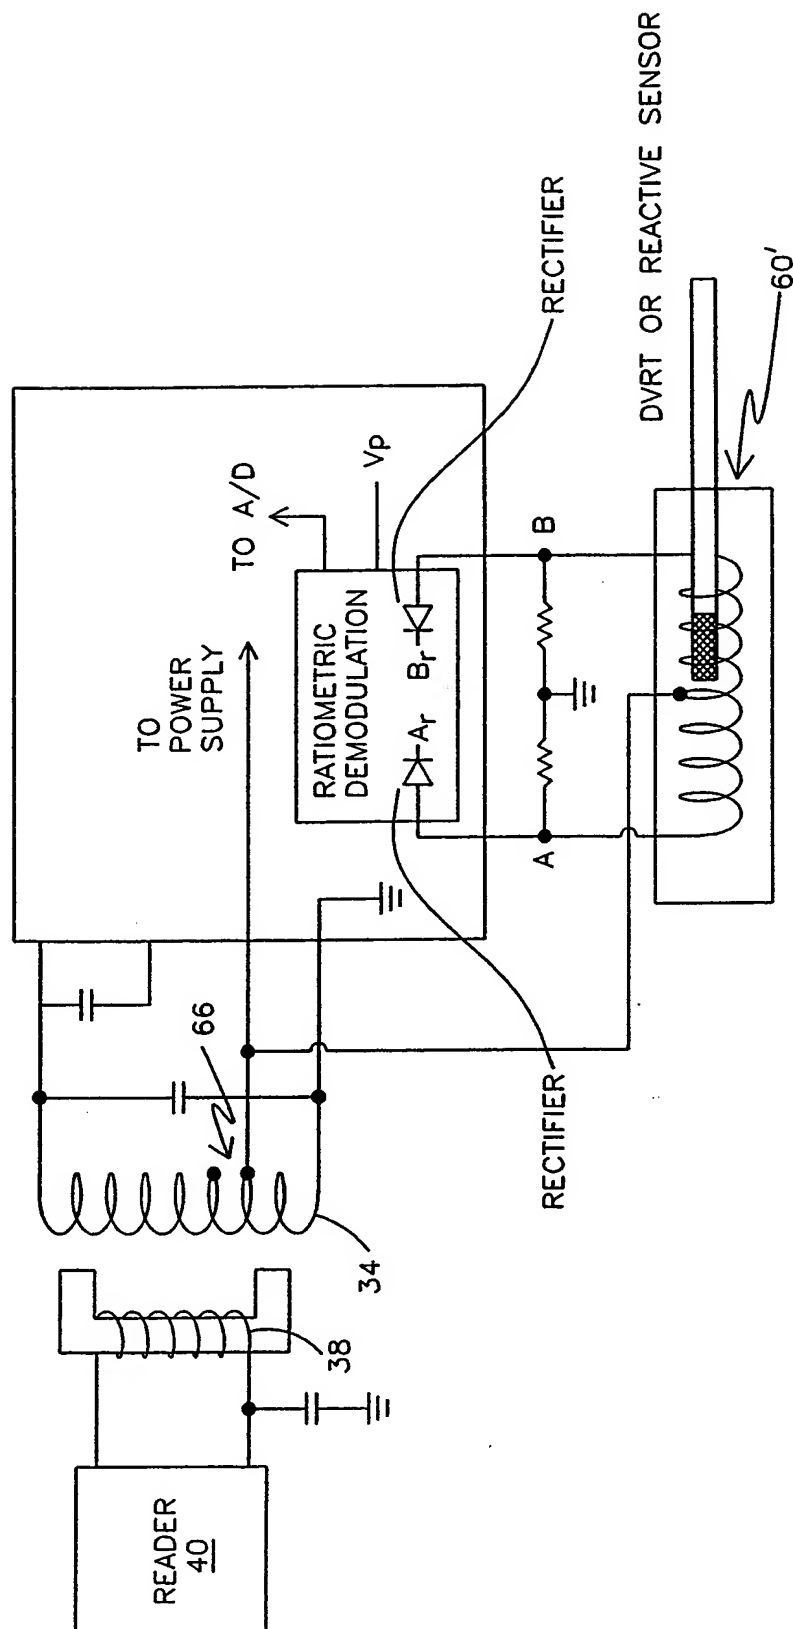 READER
40
38
34
66
TO
POWER
SUPPLY
TO A/D
RATIOMETRIC
DEMODULATION
Vp
Ar
Br
RECTIFIER
RECTIFIER
A
B
DVRT OR REACTIVE SENSOR
60'